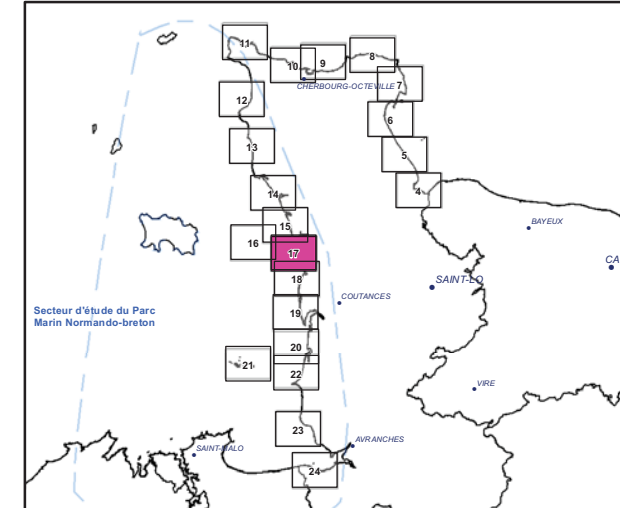 11
10
9
8
CHERBOURG-OCTEVILLE
7
12
6
13
5
14
4
15
BAYEUX
16
17
CA
18
SAINT-LO
COUTANCES
Secteur d'étude du Parc
Marin Normando-breton
19
20
21
22
VIRE
23
AVRANCHES
SAINT-MALO
24